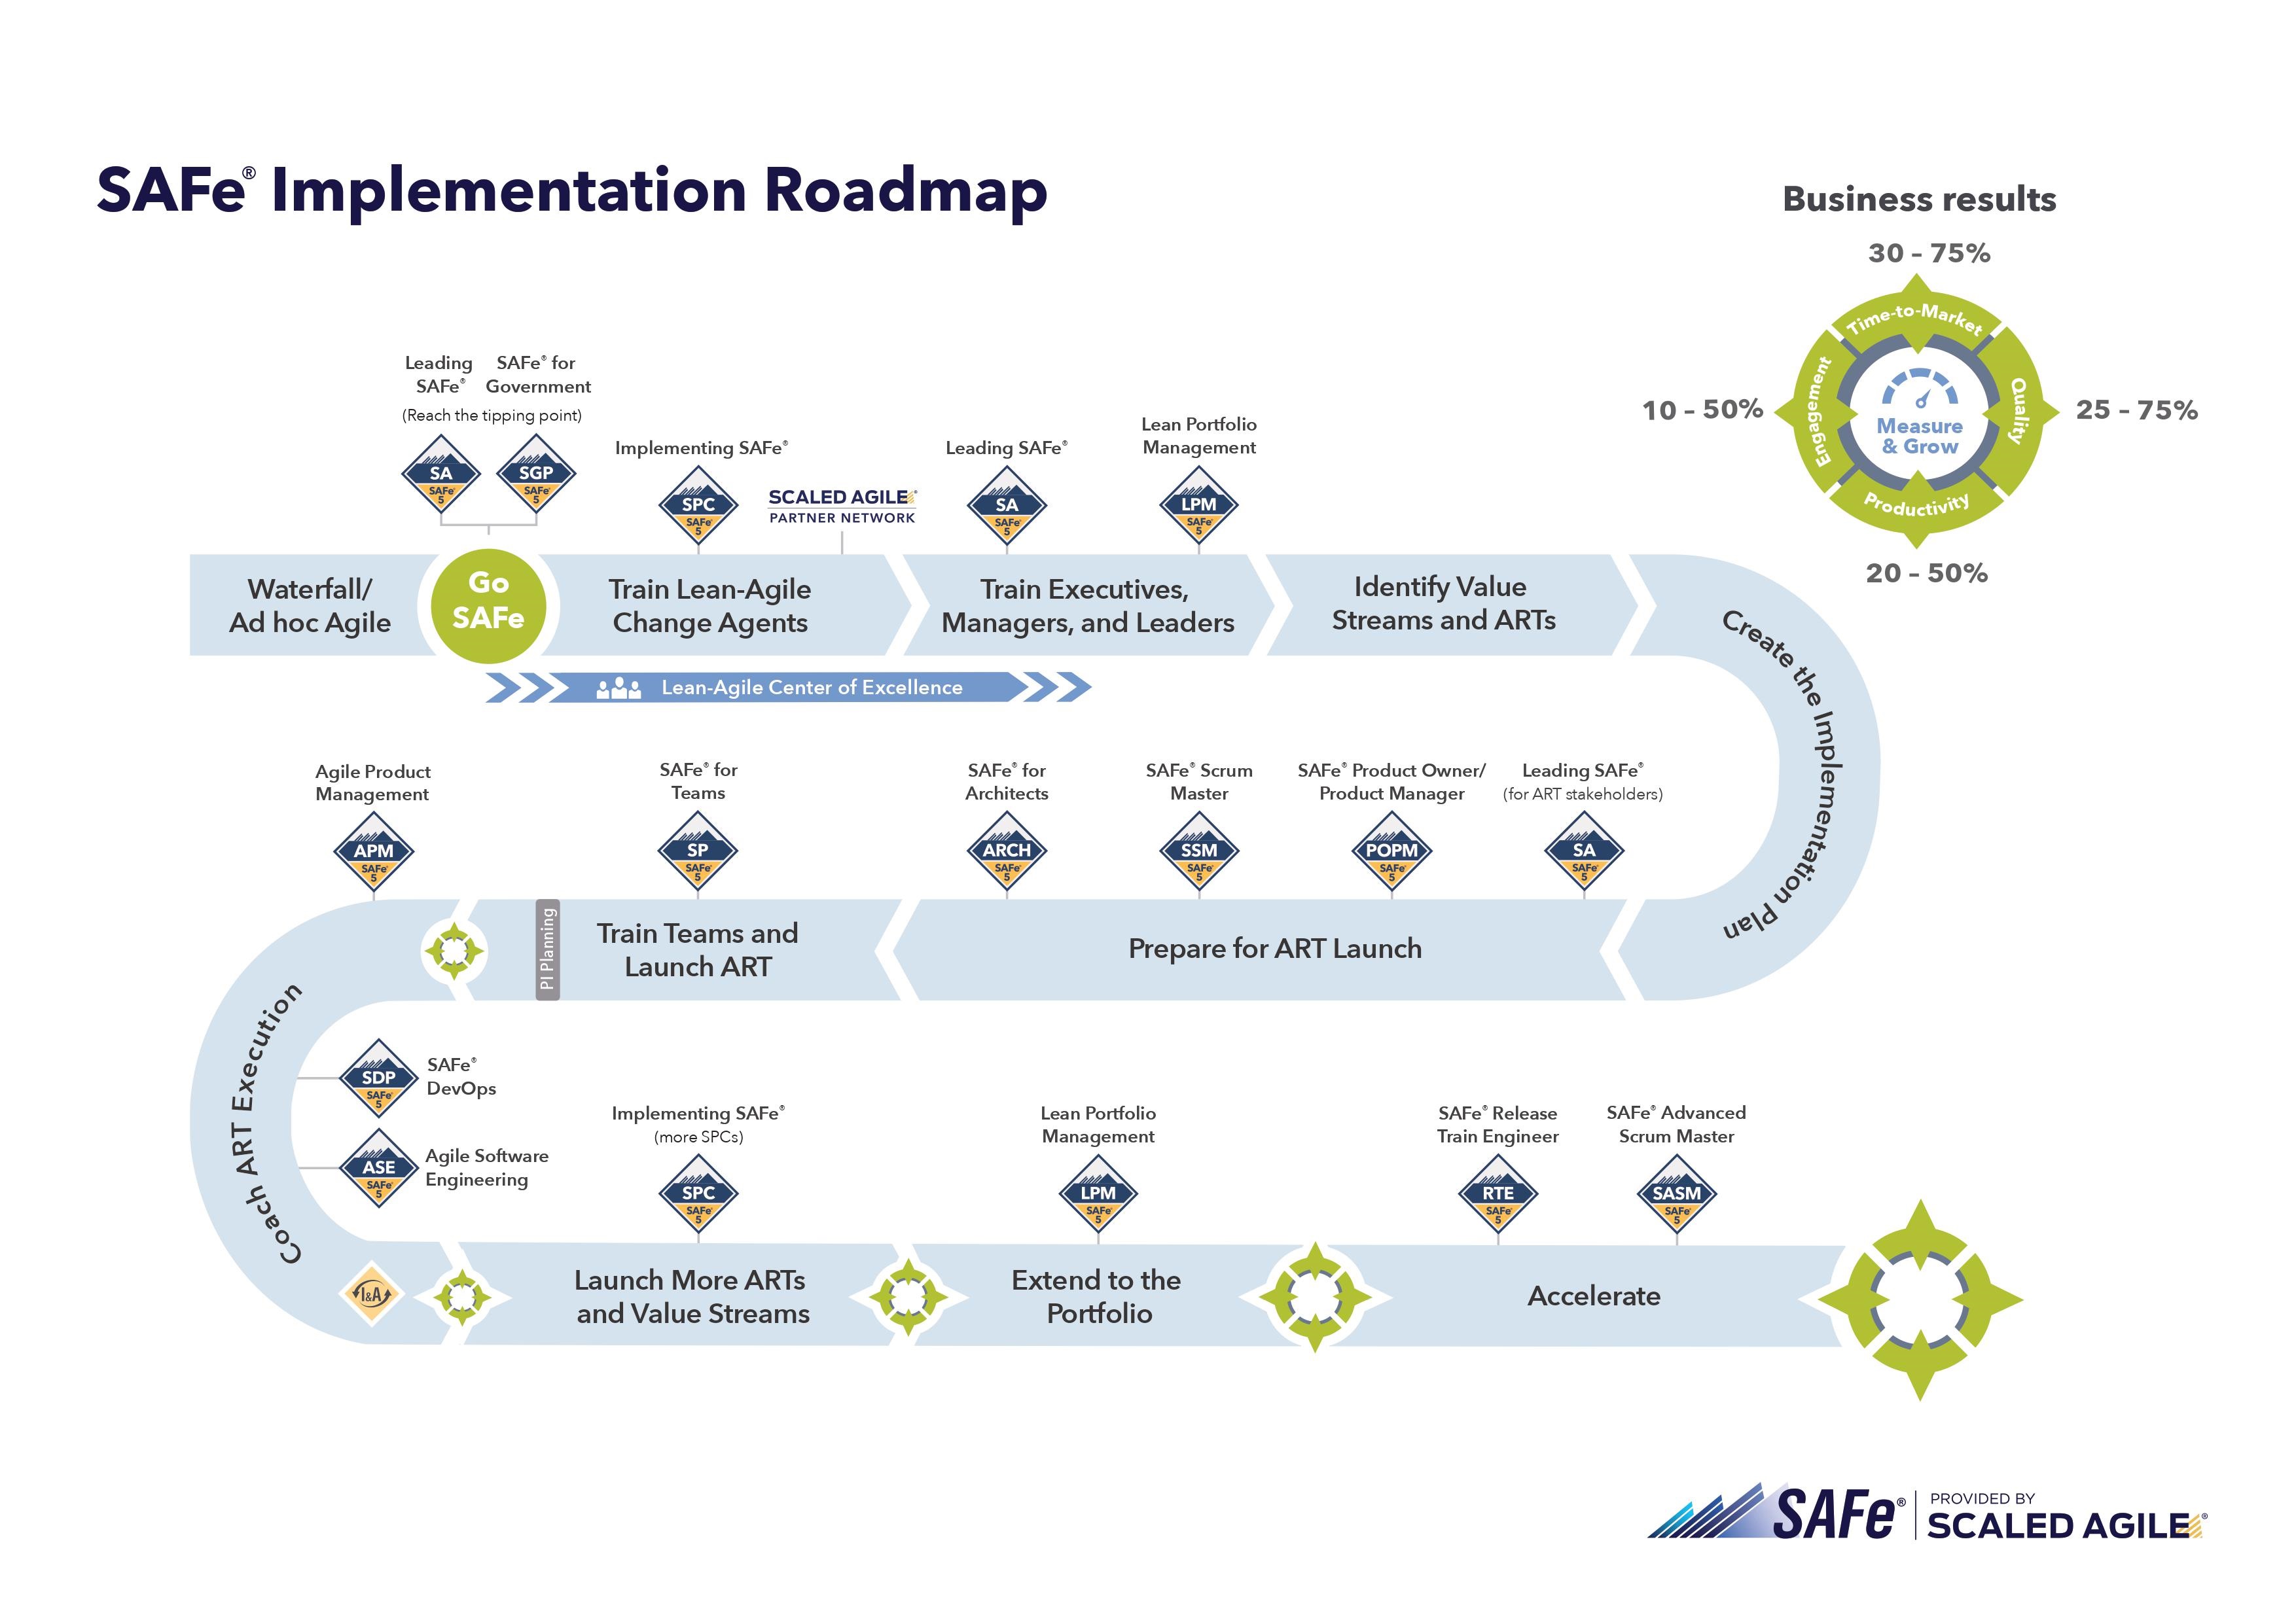 SAFe® Implementation Roadmap
Business results
30 – 75%
Time-to-Market
Engagement
Quality
Productivity
Measure
& Grow
10 – 50%
25 – 75%
20 – 50%
Leading
SAFe®
SAFe® for
Government
(Reach the tipping point)
SA
SAFe®
5
SGP
SAFe®
5
Implementing SAFe®
SPC
SAFe®
5
SCALED AGILE®
PARTNER NETWORK
Leading SAFe®
SA
SAFe®
5
Lean Portfolio
Management
LPM
SAFe®
5
Waterfall/
Ad hoc Agile
Go
SAFe
Train Lean-Agile
Change Agents
Train Executives,
Managers, and Leaders
Identify Value
Streams and ARTs
Create the Implementation Plan
Lean-Agile Center of Excellence
Agile Product
Management
APM
SAFe®
5
SAFe® for
Teams
SP
SAFe®
5
SAFe® for
Architects
ARCH
SAFe®
5
SAFe® Scrum
Master
SSM
SAFe®
5
SAFe® Product Owner/
Product Manager
POPM
SAFe®
5
Leading SAFe®
(for ART stakeholders)
SA
SAFe®
5
PI Planning
Train Teams and
Launch ART
Prepare for ART Launch
Coach ART Execution
SDP
SAFe®
5
SAFe®
DevOps
ASE
SAFe®
5
Agile Software
Engineering
Implementing SAFe®
(more SPCs)
SPC
SAFe®
5
Lean Portfolio
Management
LPM
SAFe®
5
SAFe® Release
Train Engineer
RTE
SAFe®
5
SAFe® Advanced
Scrum Master
SASM
SAFe®
5
I&A
Launch More ARTs
and Value Streams
Extend to the
Portfolio
Accelerate
SAFe®
PROVIDED BY
SCALED AGILE®